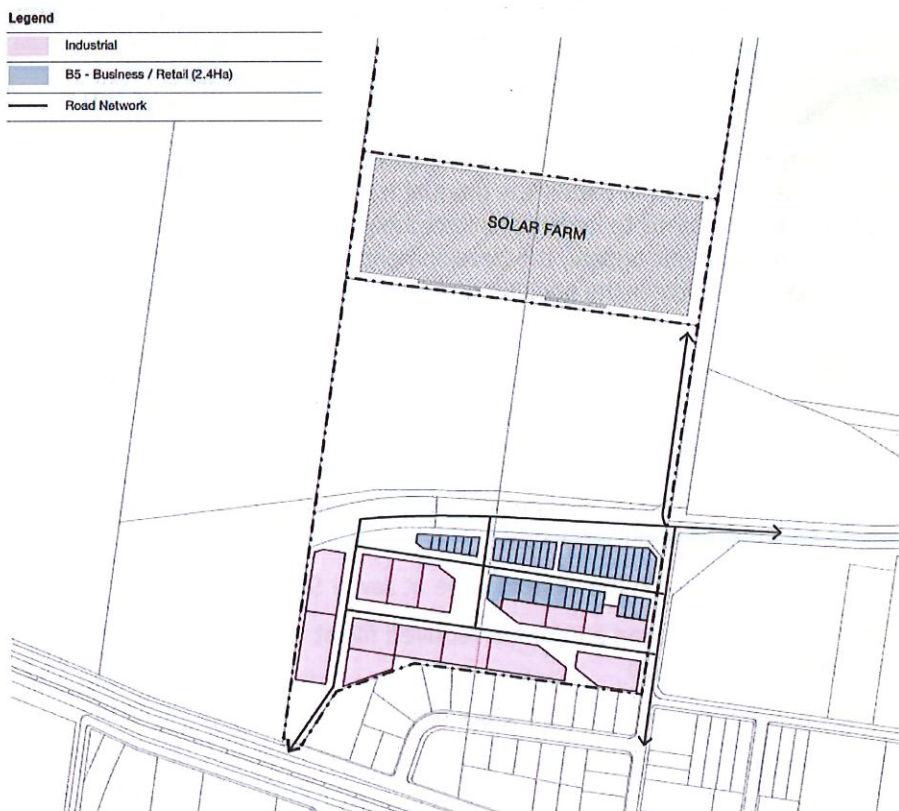 Legend
Industrial
B5 - Business / Retail (2.4Ha)
Road Network
SOLAR FARM